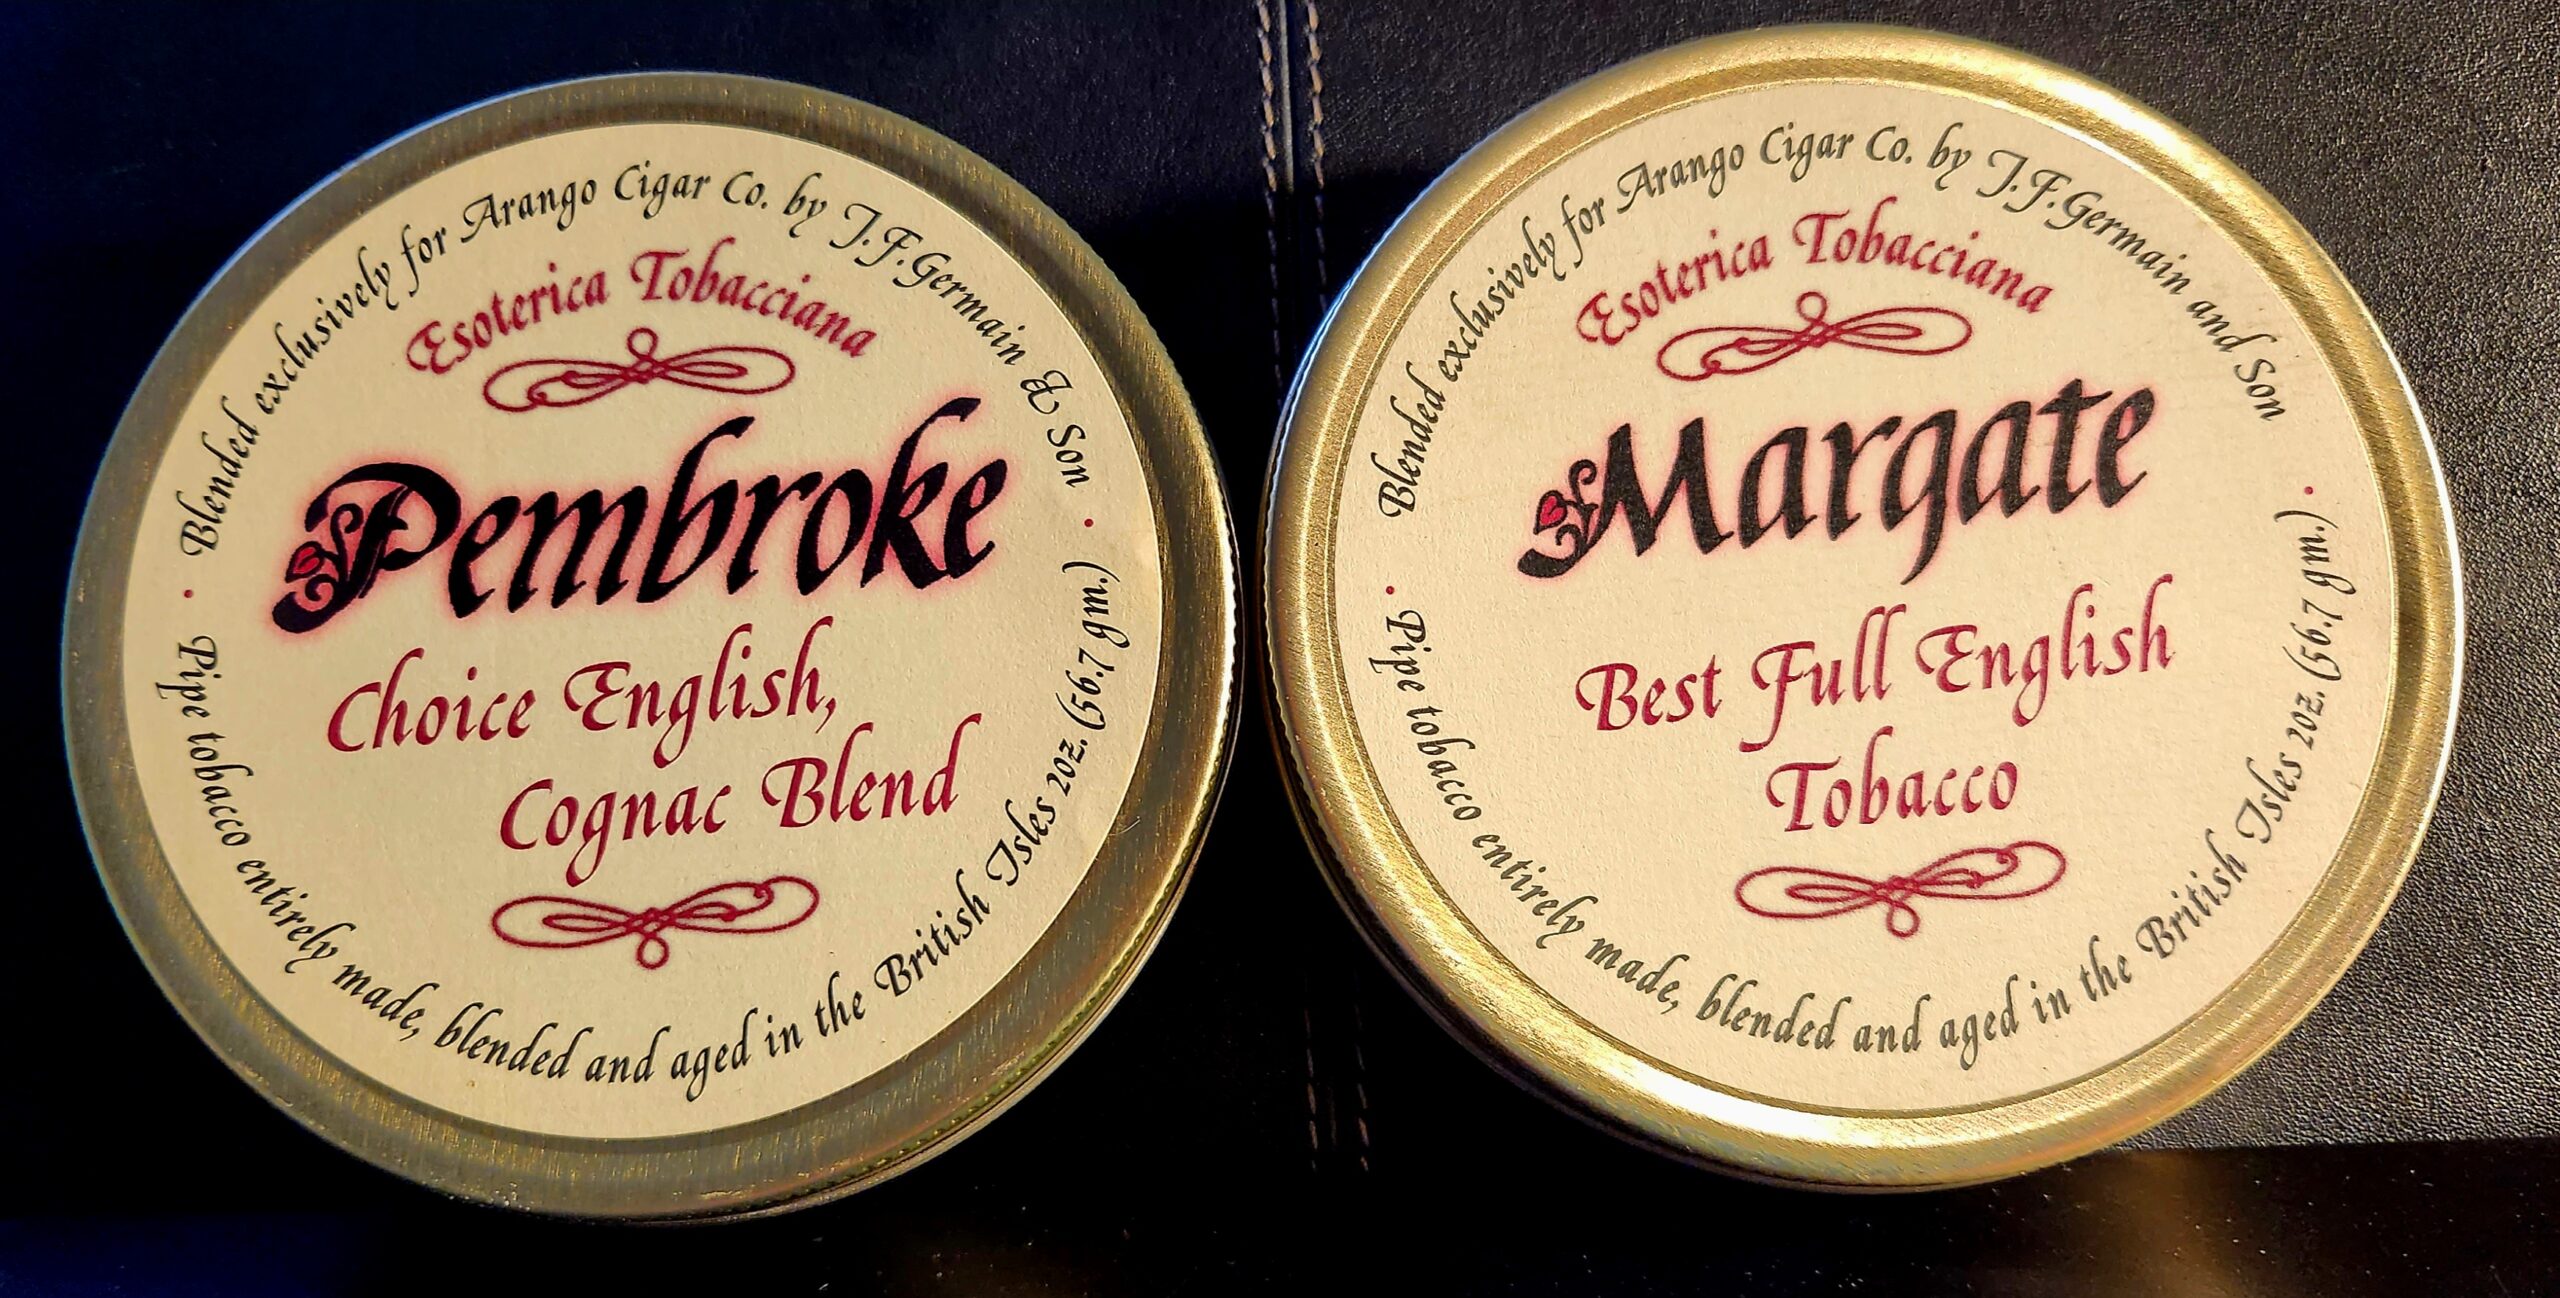 Blended exclusively for Arango Cigar Co. by J.F.Germain & Son
Esoterica Tobacciana
Pembroke
Choice English,
Cognac Blend
Pipe tobacco entirely made, blended and aged in the British Isles 2oz. (56.7 gm.)
Blended exclusively for Arango Cigar Co. by J.F.Germain and Son
Esoterica Tobacciana
Margate
Best Full English
Tobacco
Pipe tobacco entirely made, blended and aged in the British Isles 2oz. (56.7 gm.)